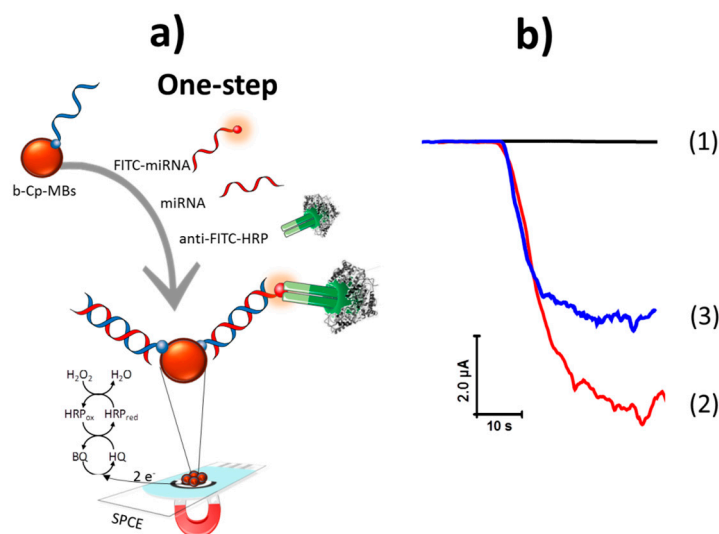 a)
One-step
b-Cp-MBs
FITC-miRNA
miRNA
anti-FITC-HRP
H₂O₂
H₂O
HRPₒₓ
HRP_red
BQ
HQ
2 e⁻
SPCE
b)
(1)
(3)
(2)
2.0 µA
10 s